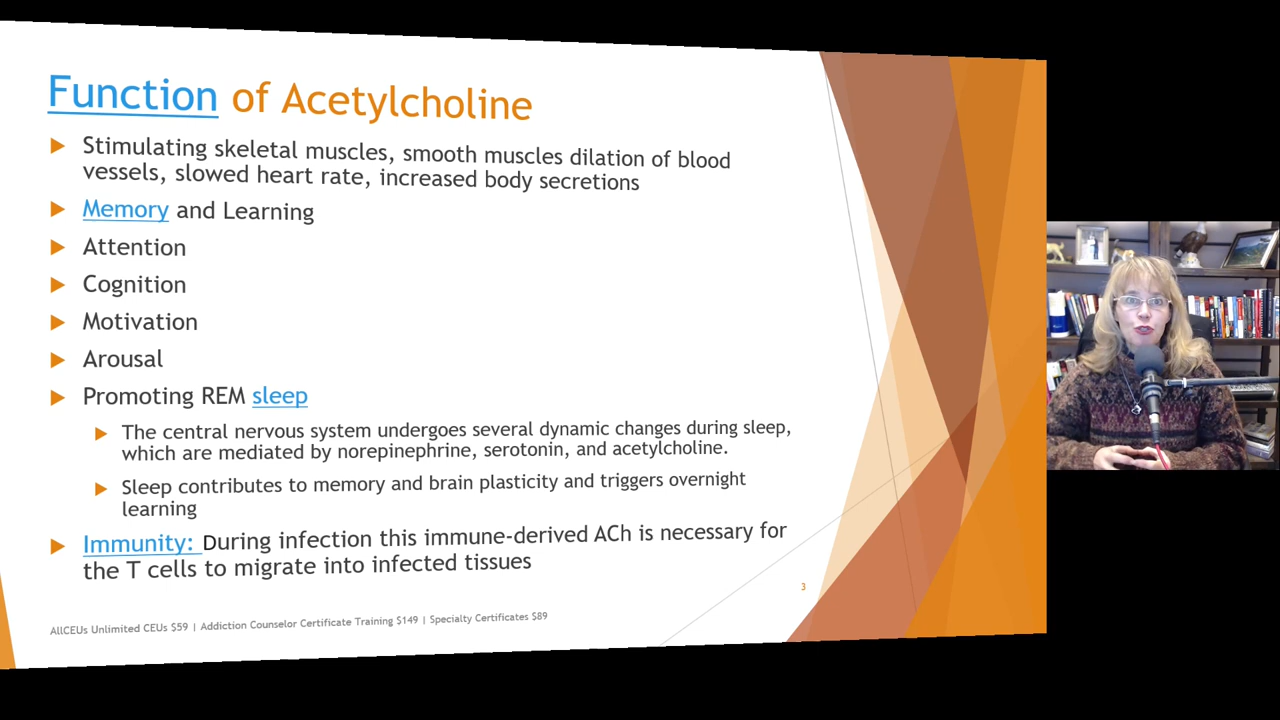 Function of Acetylcholine
Stimulating skeletal muscles, smooth muscles dilation of blood
vessels, slowed heart rate, increased body secretions
Memory and Learning
Attention
Cognition
Motivation
Arousal
Promoting REM sleep
The central nervous system undergoes several dynamic changes during sleep,
which are mediated by norepinephrine, serotonin, and acetylcholine.
Sleep contributes to memory and brain plasticity and triggers overnight
learning
Immunity: During infection this immune-derived ACh is necessary for
the T cells to migrate into infected tissues
3
AllCEUs Unlimited CEUs $59 | Addiction Counselor Certificate Training $149 | Specialty Certificates $89